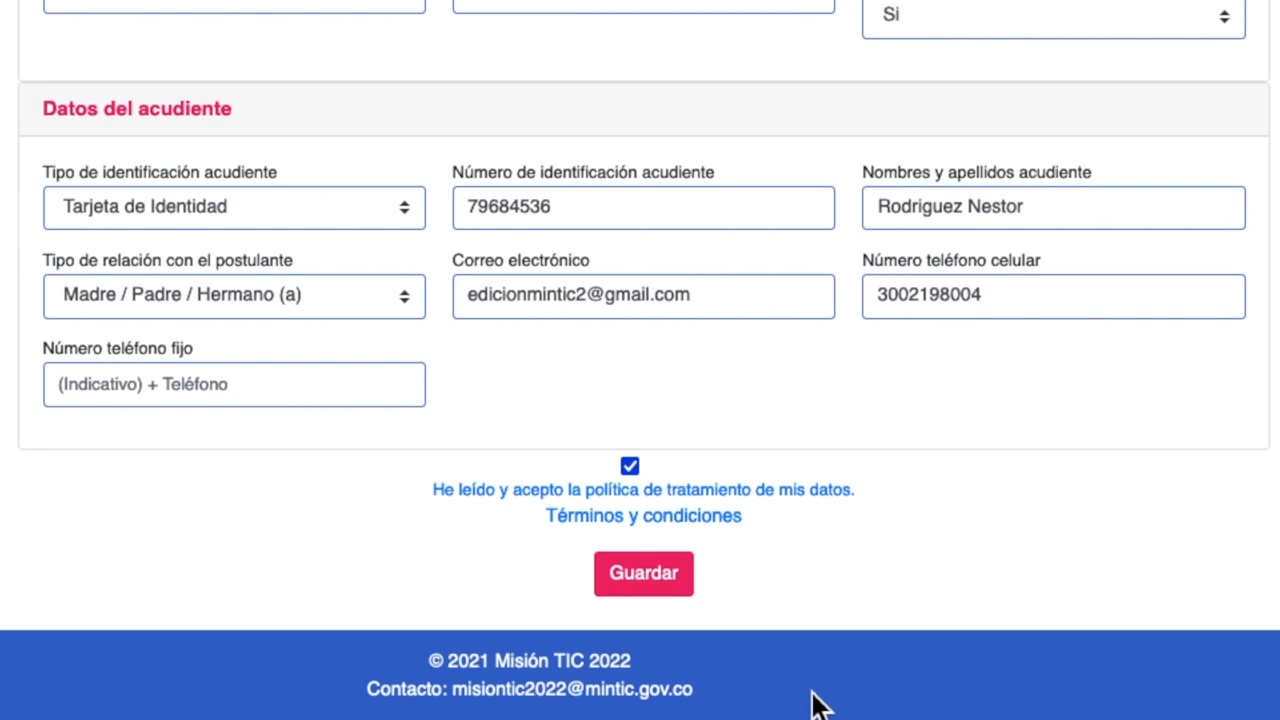 Si
Datos del acudiente
Tipo de identificación acudiente
Número de identificación acudiente
Nombres y apellidos acudiente
Tarjeta de Identidad
79684536
Rodriguez Nestor
Tipo de relación con el postulante
Correo electrónico
Número teléfono celular
Madre / Padre / Hermano (a)
edicionmintic2@gmail.com
3002198004
Número teléfono fijo
(Indicativo) + Teléfono
He leído y acepto la política de tratamiento de mis datos.
Términos y condiciones
Guardar
© 2021 Misión TIC 2022
Contacto: misiontic2022@mintic.gov.co